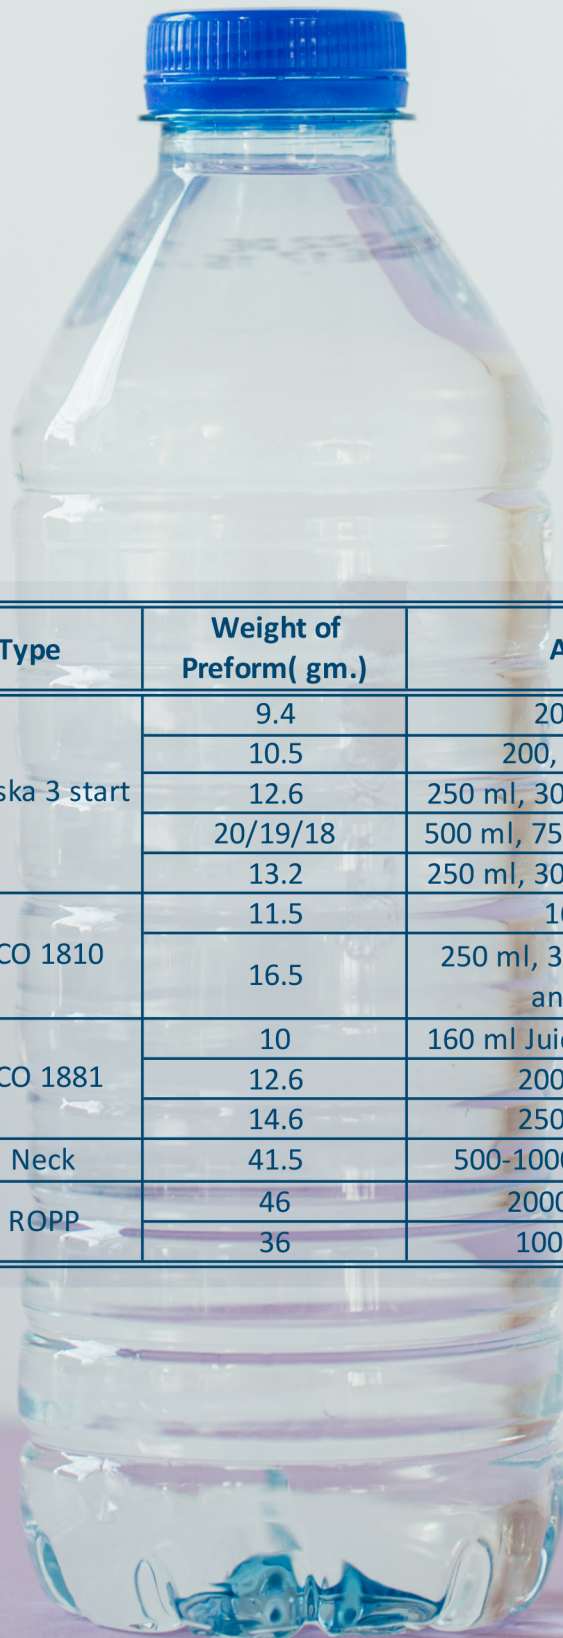 Type
Weight of
Preform( gm.)
A
9.4
20
10.5
200,
ska 3 start
12.6
250 ml, 30
20/19/18
500 ml, 75
13.2
250 ml, 30
11.5
16
CO 1810
16.5
250 ml, 3
an
10
160 ml Jui
CO 1881
12.6
200
14.6
250
Neck
41.5
500-1000
ROPP
46
2000
36
100